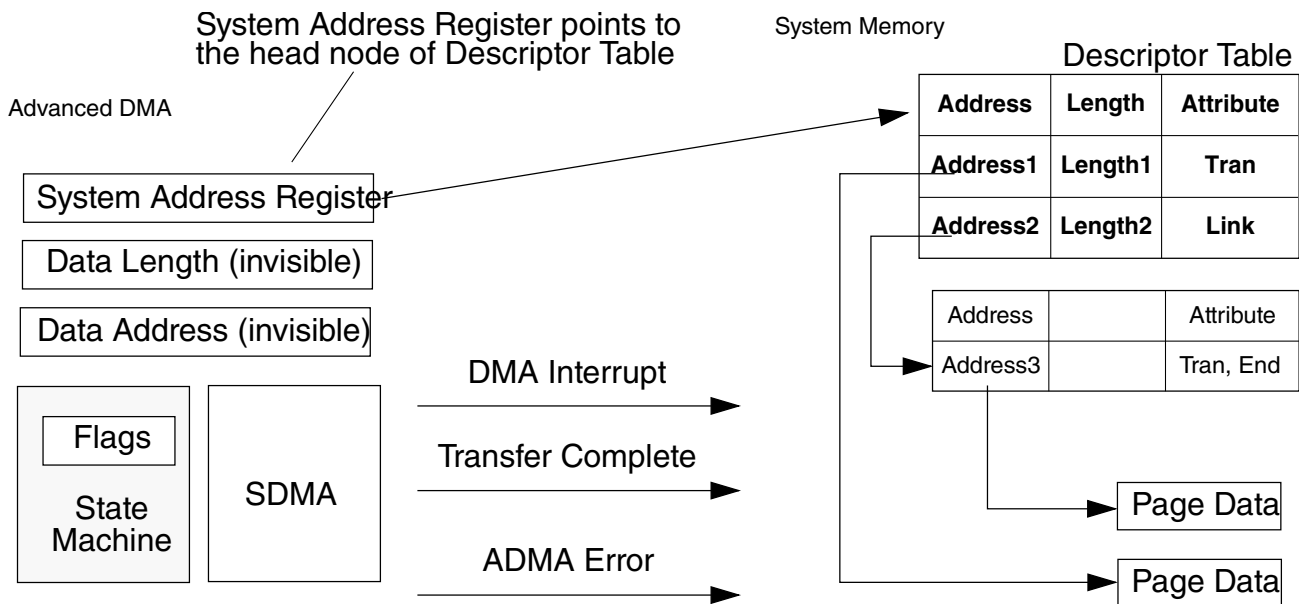 System Address Register points to
the head node of Descriptor Table
System Memory
Descriptor Table
Advanced DMA
Address Length Attribute
Address1 Length1 Tran
Address2 Length2 Link
System Address Register
Data Length (invisible)
Data Address (invisible)
Address Attribute
Address3 Tran, End
DMA Interrupt
Flags
State
Machine
SDMA
Transfer Complete
ADMA Error
Page Data
Page Data